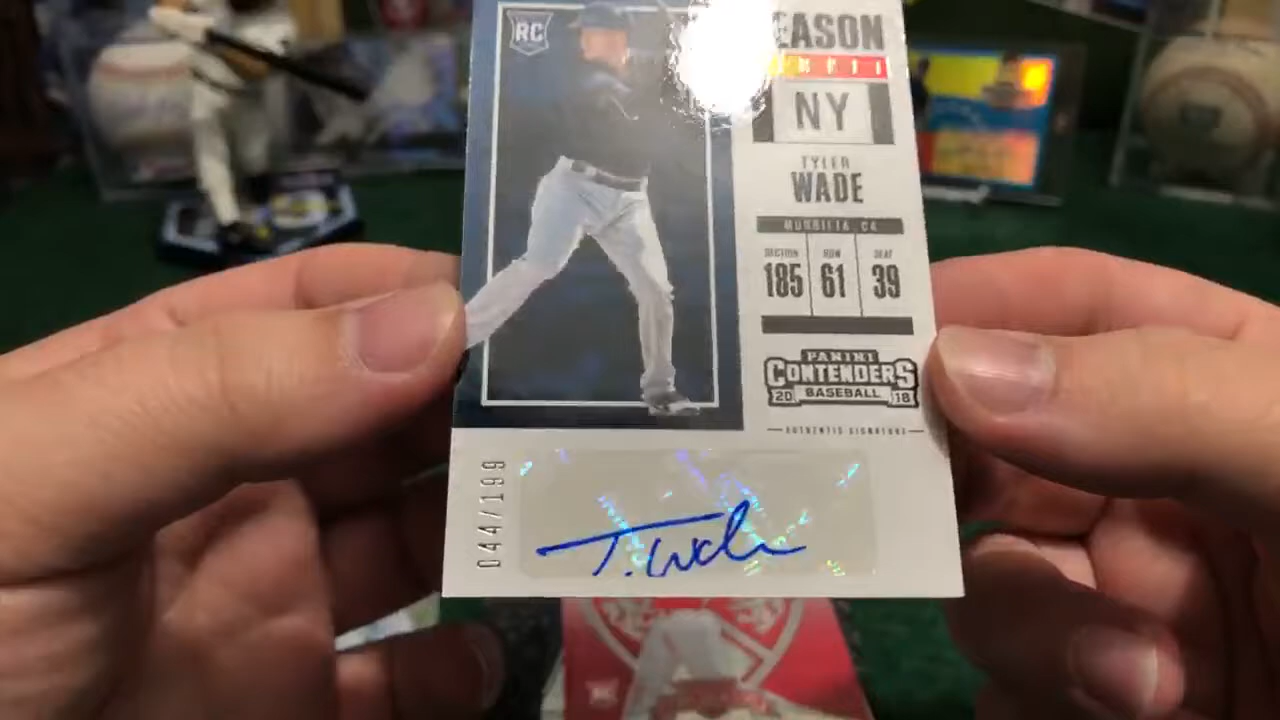 RC
EASON
NY
TYLER
WADE
MURRIETA, CA
SECTION ROW SEAT
185 61 39
PANINI
CONTENDERS
20 BASEBALL 18
AUTHENTIC SIGNATURE
044/199
T. Wade